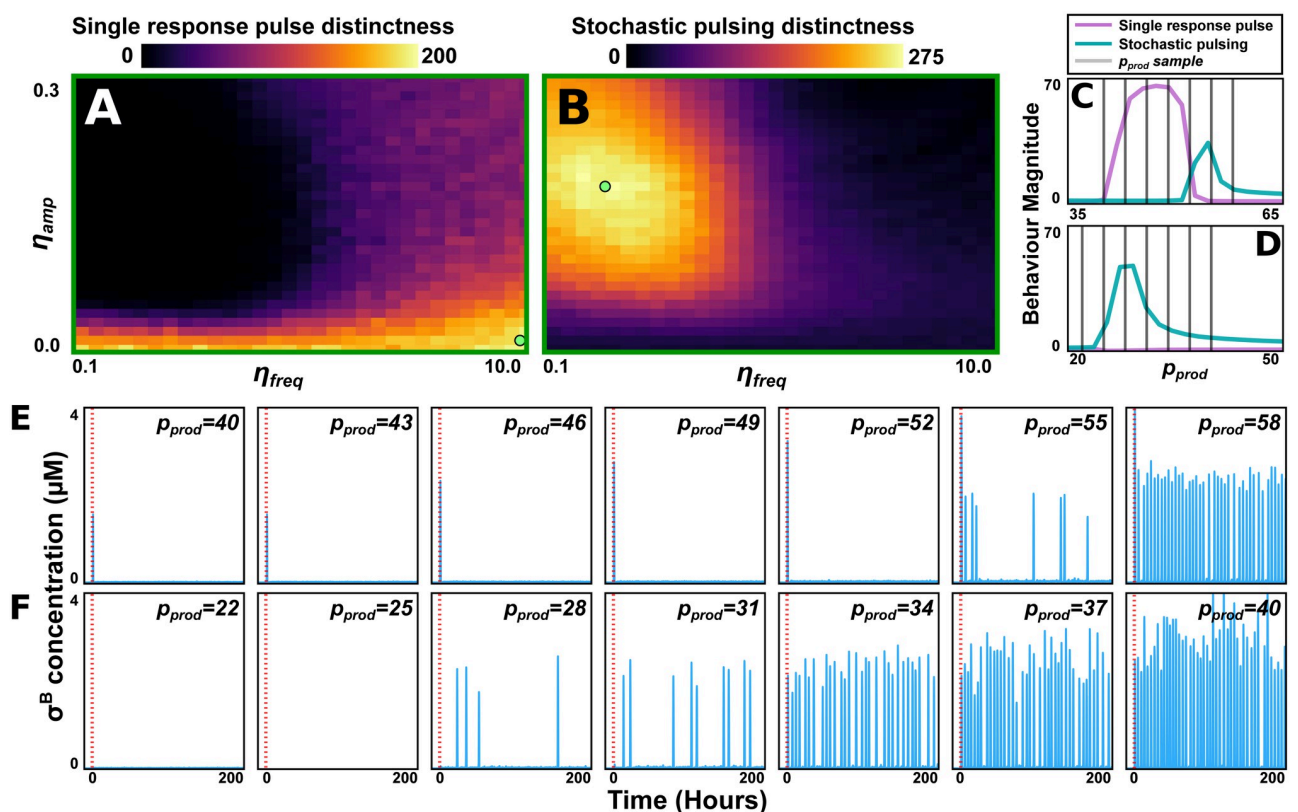 Single response pulse distinctness
0 200
Stochastic pulsing distinctness
0 275
Single response pulse
Stochastic pulsing
p_prod sample
A
0.3
η_amp
0.0
0.1
η_freq
10.0
B
0.1
η_freq
10.0
C
70
0
35 65
Behaviour Magnitude
D
70
0
20 50
p_prod
E
σ^B concentration (μM)
4
0
p_prod=40
p_prod=43
p_prod=46
p_prod=49
p_prod=52
p_prod=55
p_prod=58
F
4
0
p_prod=22
p_prod=25
p_prod=28
p_prod=31
p_prod=34
p_prod=37
p_prod=40
0 200 0 200 0 200 0 200 0 200 0 200 0 200
Time (Hours)